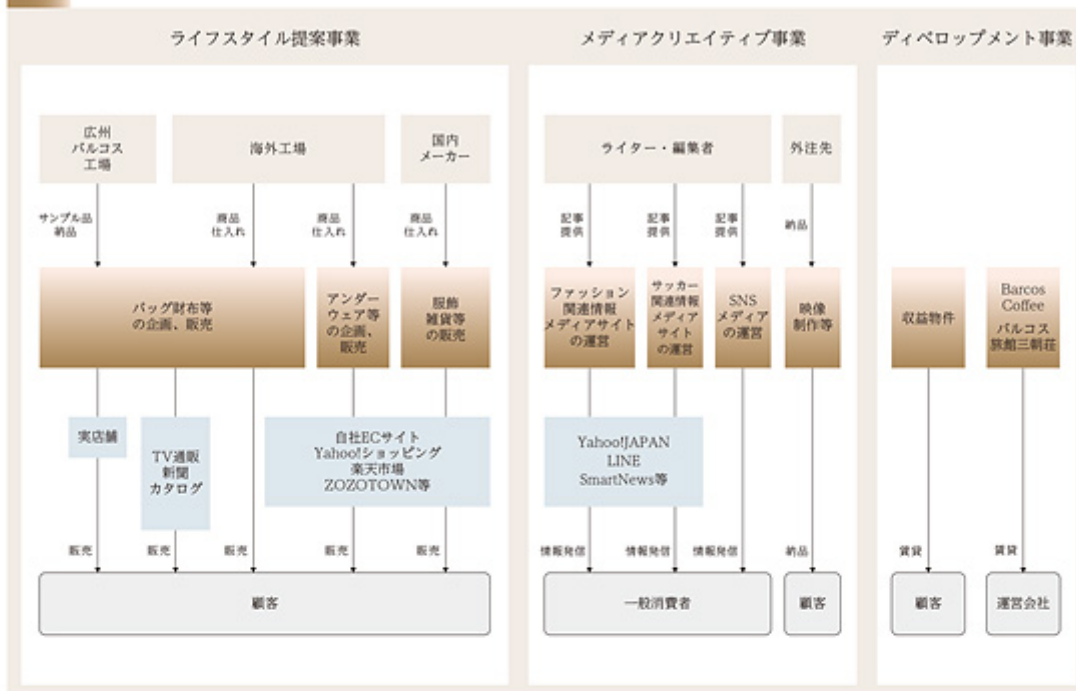 ライフスタイル提案事業
メディアクリエイティブ事業
ディベロップメント事業
広州
バルコス
工場
海外工場
国内
メーカー
ライター・編集者
外注先
サンプル品
納品
商品
仕入れ
商品
仕入れ
商品
仕入れ
記事
提供
記事
提供
記事
提供
納品
バッグ財布等
の企画、販売
アンダー
ウェア等
の企画、
販売
服飾
雑貨等
の販売
ファッション
関連情報
メディアサイト
の運営
サッカー
関連情報
メディア
サイト
の運営
SNS
メディア
の運営
映像
制作等
収益物件
Barcos
Coffee
バルコス
旅館三朝荘
実店舗
TV通販
新聞
カタログ
自社ECサイト
Yahoo!ショッピング
楽天市場
ZOZOTOWN等
Yahoo!JAPAN
LINE
SmartNews等
販売
販売
販売
販売
販売
情報発信
情報発信
情報発信
納品
賃貸
賃貸
顧客
一般消費者
顧客
顧客
運営会社